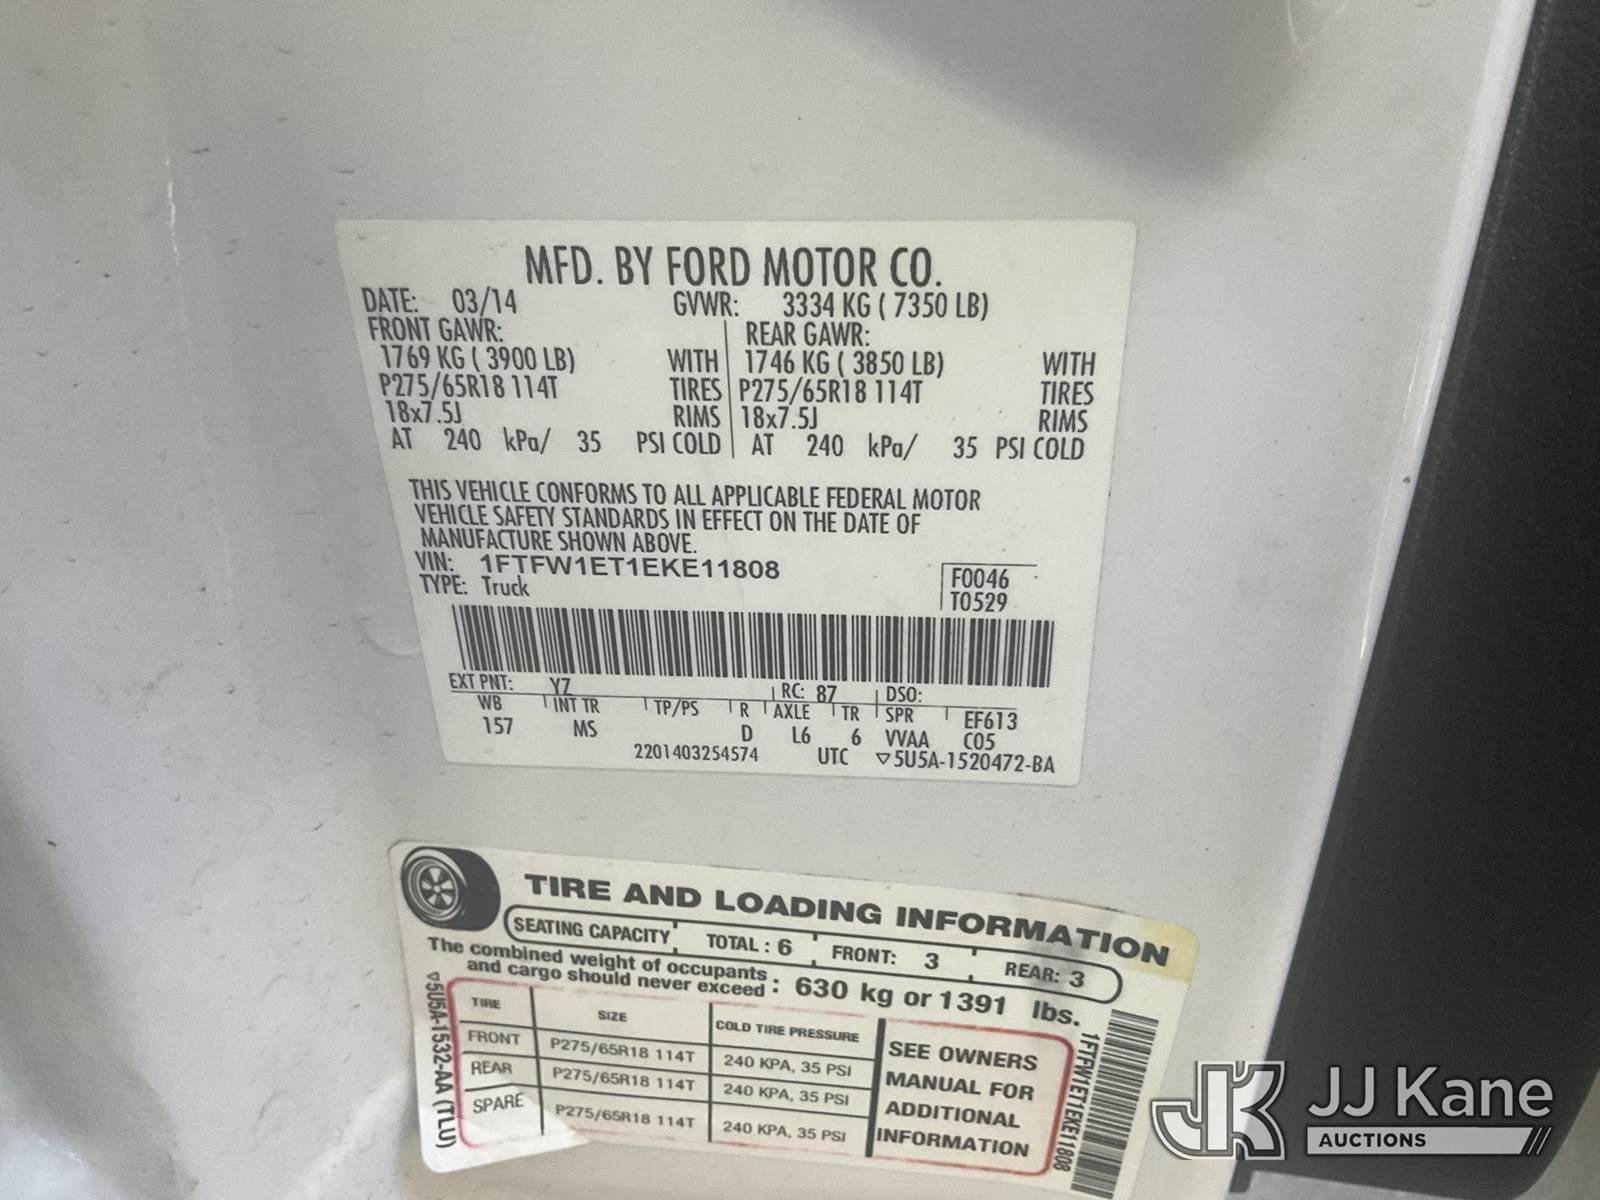 MFD. BY FORD MOTOR CO.
DATE: 03/14 GVWR: 3334 KG ( 7350 LB)
FRONT GAWR: REAR GAWR:
1769 KG ( 3900 LB) WITH 1746 KG ( 3850 LB) WITH
P275/65R18 114T TIRES P275/65R18 114T TIRES
18x7.5J RIMS 18x7.5J RIMS
AT 240 kPa/ 35 PSI COLD AT 240 kPa/ 35 PSI COLD
THIS VEHICLE CONFORMS TO ALL APPLICABLE FEDERAL MOTOR
VEHICLE SAFETY STANDARDS IN EFFECT ON THE DATE OF
MANUFACTURE SHOWN ABOVE.
VIN: 1FTFW1ET1EKE11808
TYPE: Truck
F0046
T0529
EXT PNT: YZ RC: 87 DSO:
WB INT TR TP/PS R AXLE TR SPR EF613
157 MS D L6 6 VVAA C05
2201403254574 UTC ▽5U5A-1520472-BA
TIRE AND LOADING INFORMATION
SEATING CAPACITY TOTAL : 6 FRONT: 3 REAR: 3
The combined weight of occupants
and cargo should never exceed : 630 kg or 1391 lbs.
TIRE SIZE COLD TIRE PRESSURE
FRONT P275/65R18 114T 240 KPA, 35 PSI
REAR P275/65R18 114T 240 KPA, 35 PSI
SPARE P275/65R18 114T 240 KPA, 35 PSI
SEE OWNERS
MANUAL FOR
ADDITIONAL
INFORMATION
▽5U5A-1532-AA (TLU)
1FTFW1ET1EKE11808
JK JJ Kane
AUCTIONS